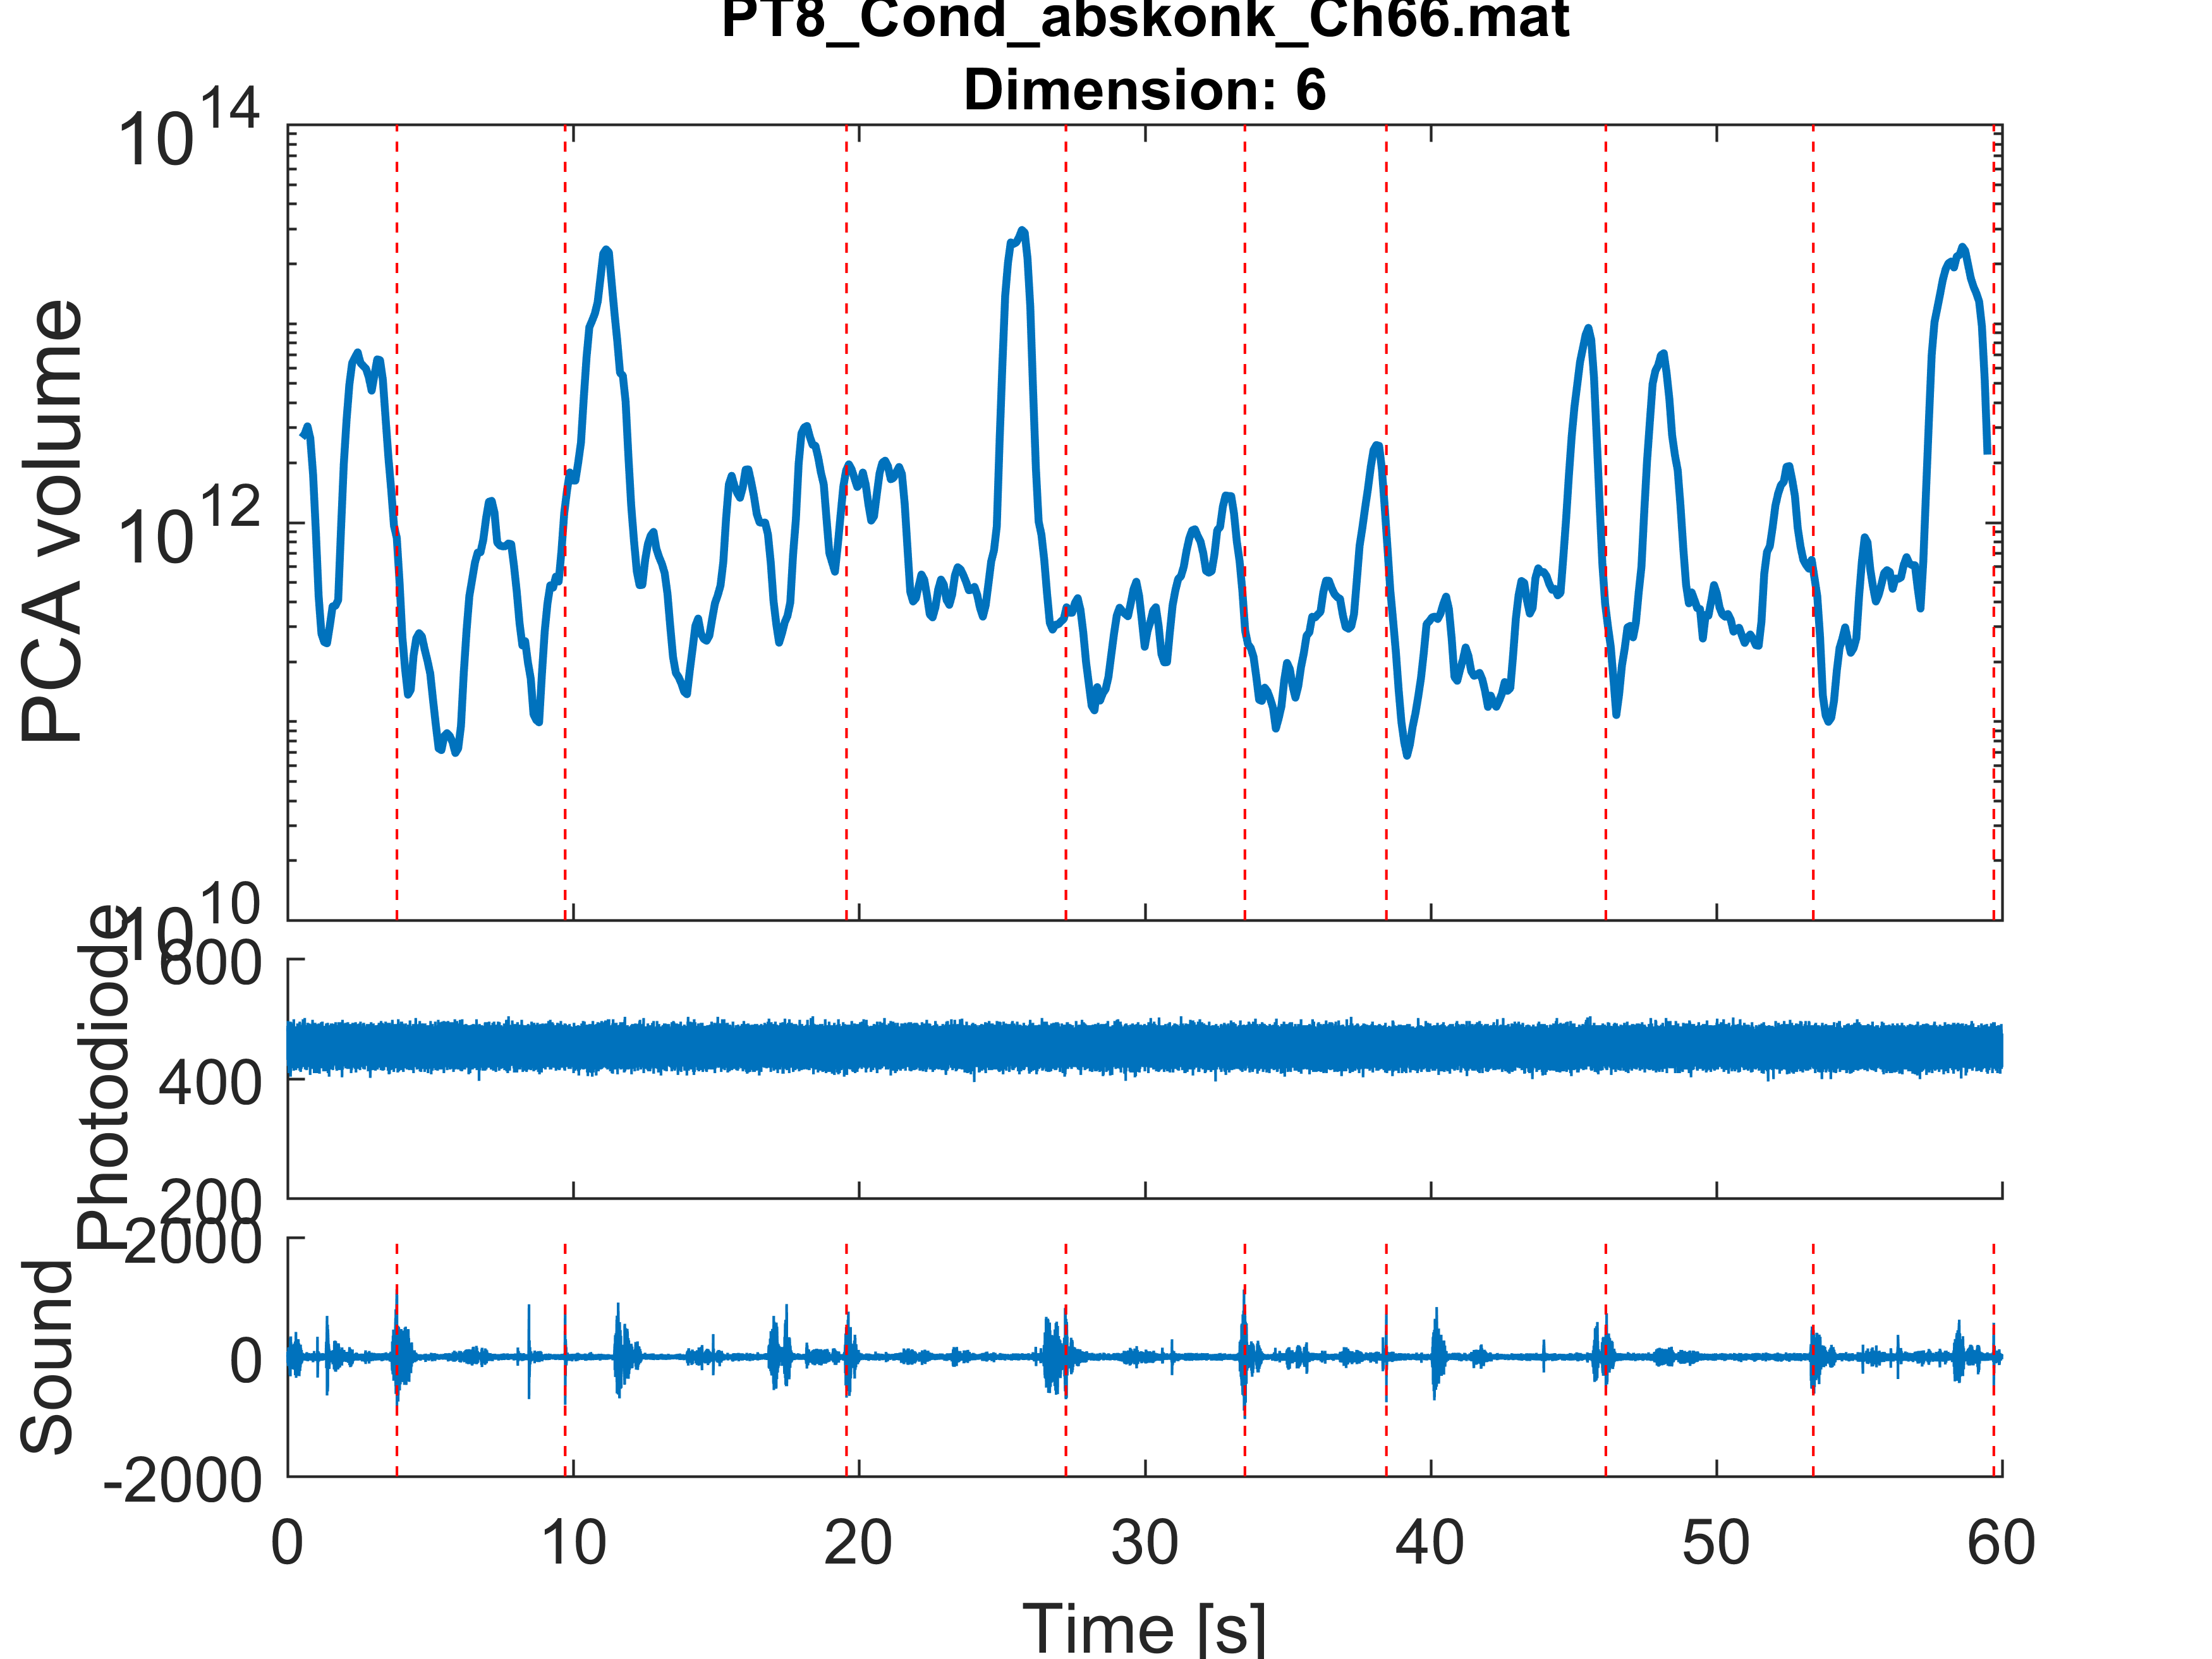 PT8_Cond_abskonk_Ch66.mat
Dimension: 6
10^14
10^12
10^10
PCA volume
600
400
200
Photodiode
2000
0
-2000
Sound
0 10 20 30 40 50 60
Time [s]